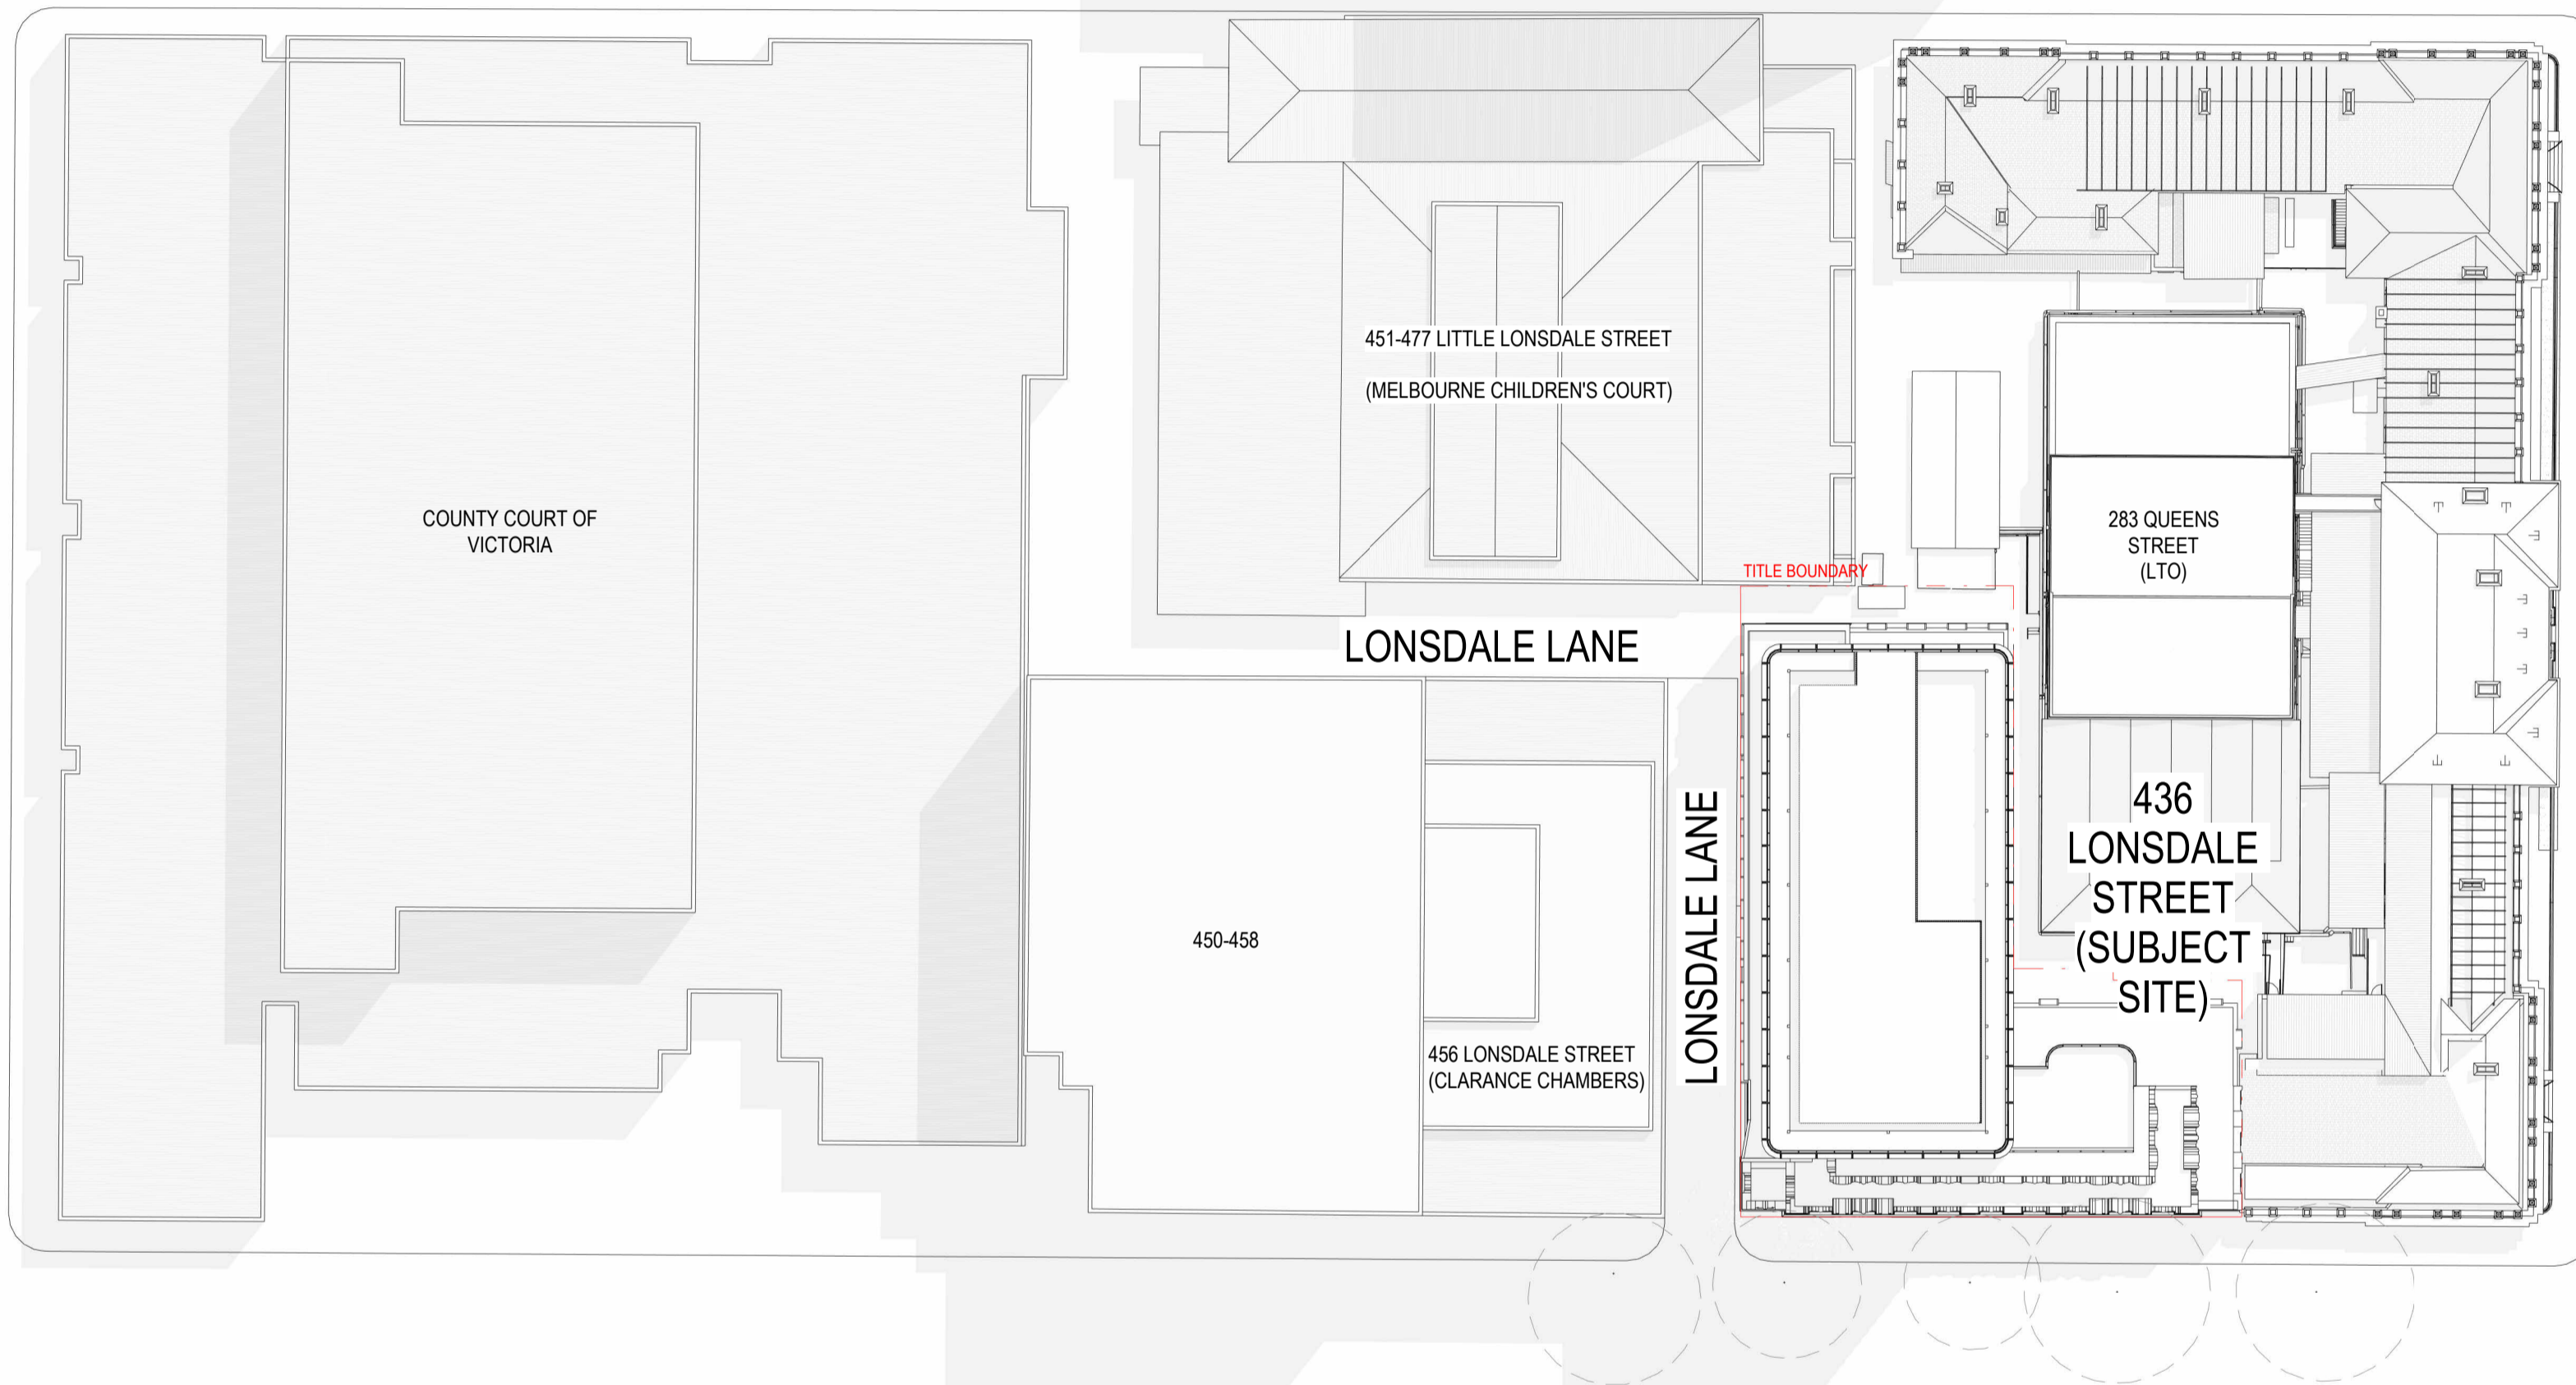 451-477 LITTLE LONSDALE STREET
(MELBOURNE CHILDREN'S COURT)
COUNTY COURT OF
VICTORIA
283 QUEENS
STREET
(LTO)
TITLE BOUNDARY
LONSDALE LANE
LONSDALE LANE
436
LONSDALE
STREET
(SUBJECT
SITE)
450-458
456 LONSDALE STREET
(CLARANCE CHAMBERS)